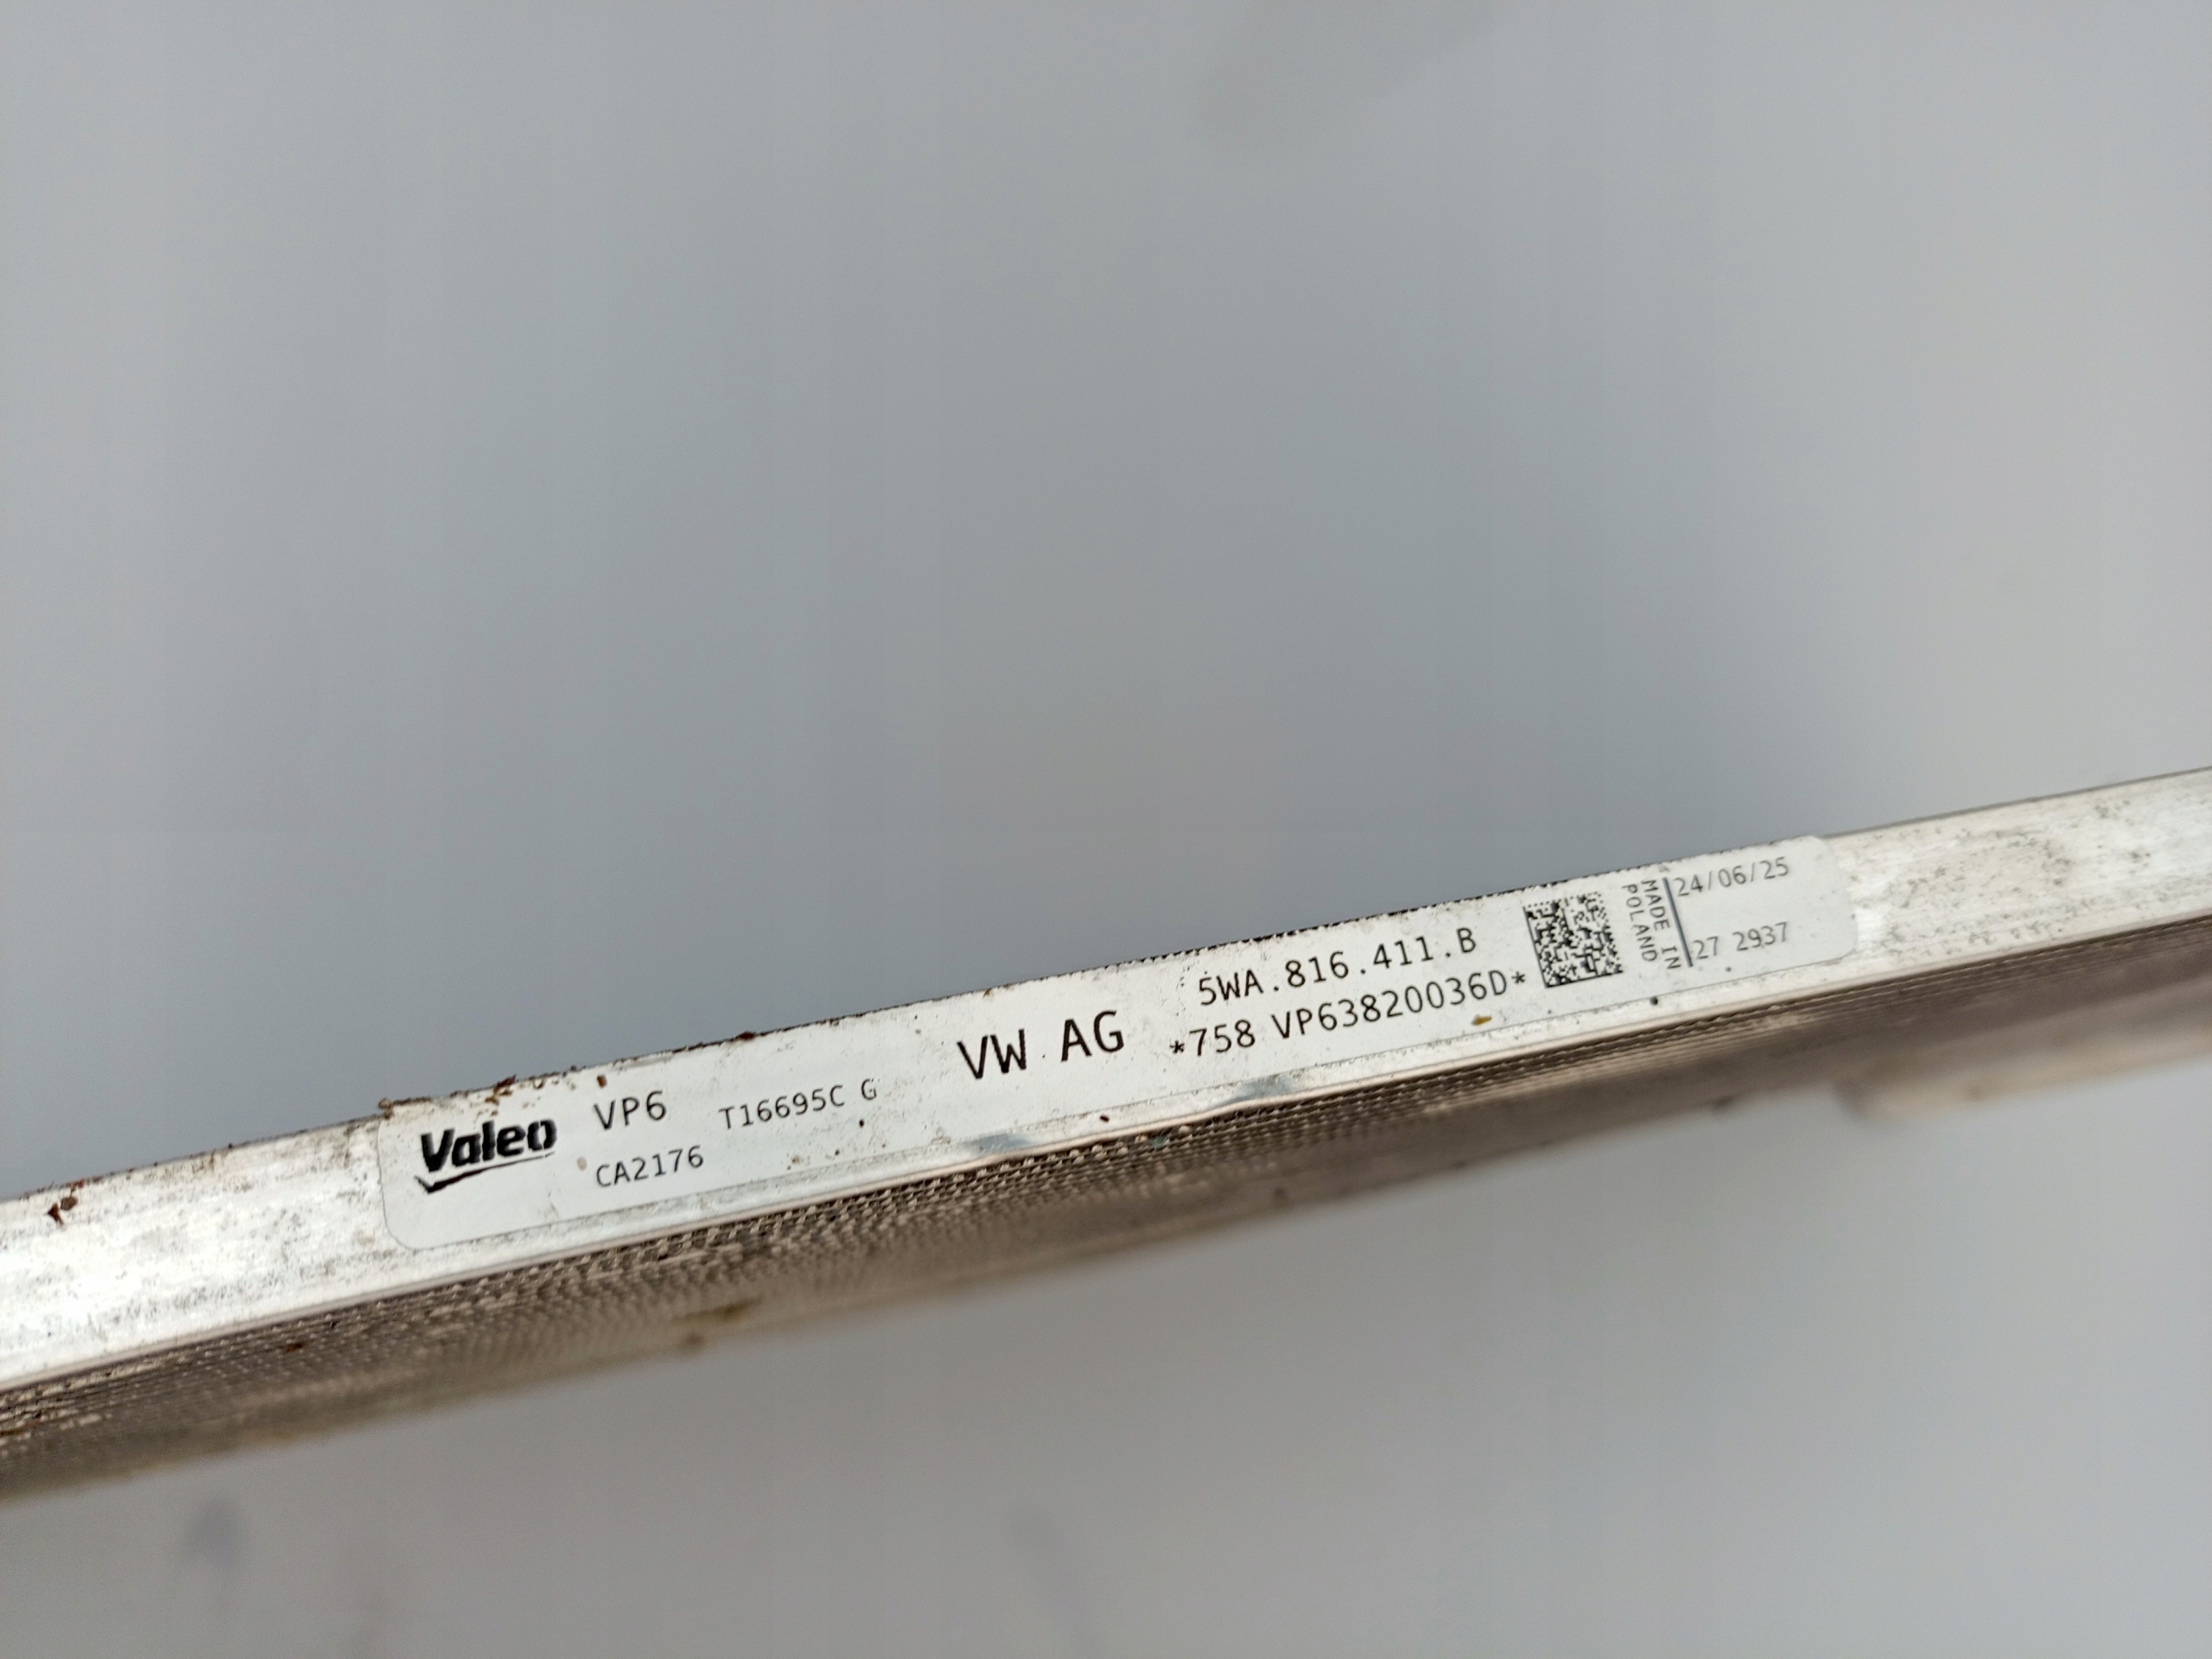 Valeo
VP6
CA2176
T16695C G
VW AG
5WA.816.411.B
*758 VP63820036D*
MADE IN
POLAND
24/06/25
27 2937